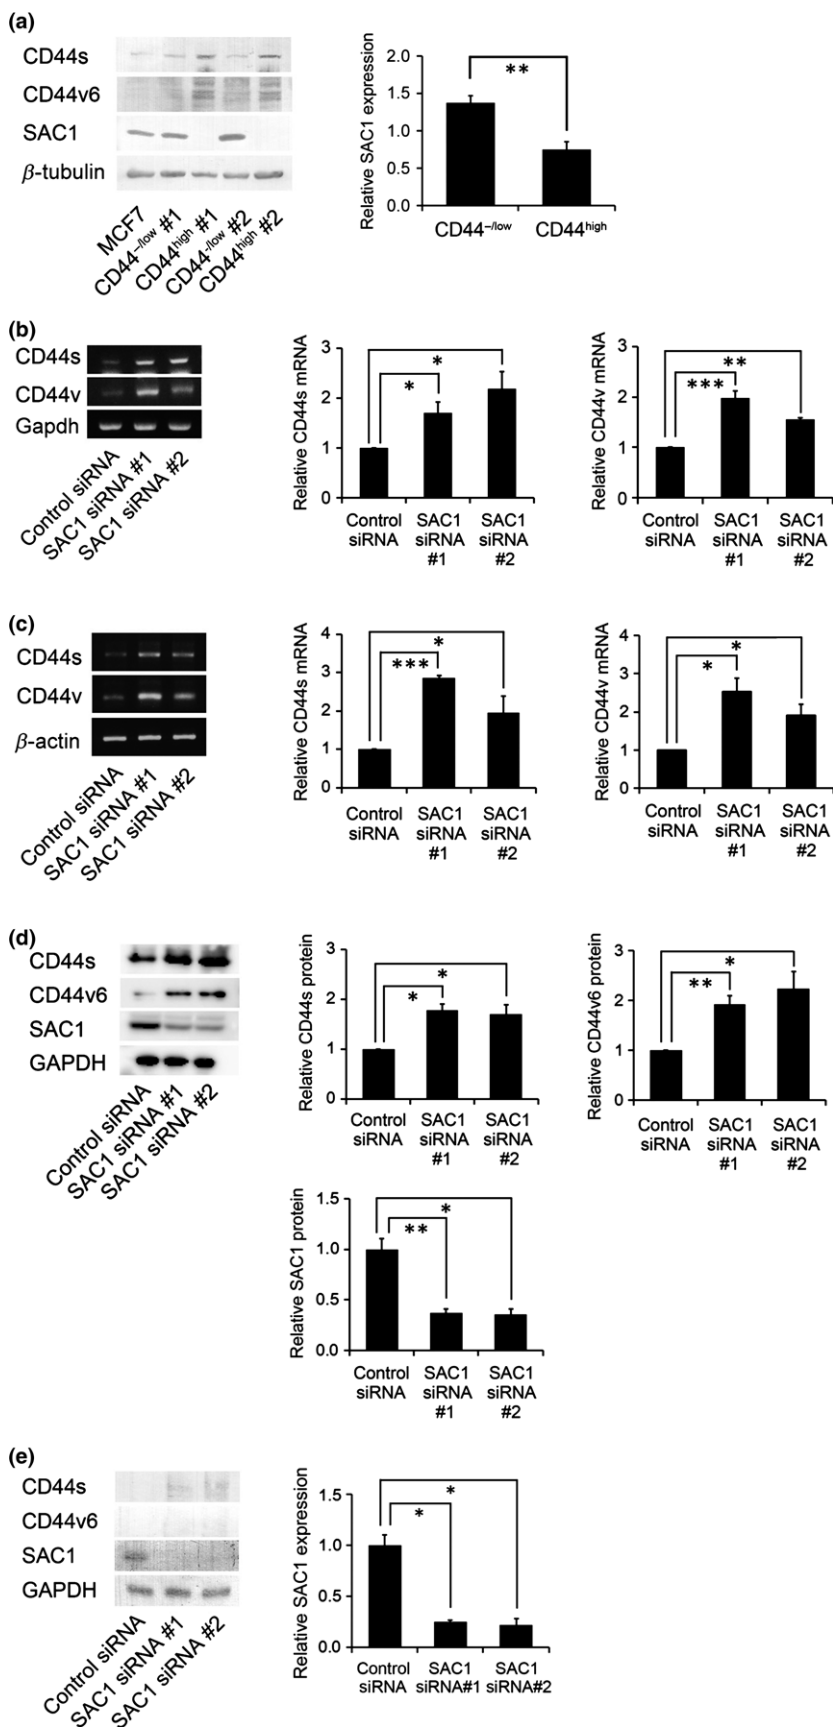 (a)
CD44s
CD44v6
SAC1
β-tubulin
MCF7
CD44⁻/ˡᵒʷ #1
CD44ʰⁱᵍʰ #1
CD44⁻/ˡᵒʷ #2
CD44ʰⁱᵍʰ #2
Relative SAC1 expression
2.0
1.5
1.0
0.5
0.0
**
CD44⁻/ˡᵒʷ
CD44ʰⁱᵍʰ
(b)
CD44s
CD44v
Gapdh
Control siRNA
SAC1 siRNA #1
SAC1 siRNA #2
Relative CD44s mRNA
3
2
1
0
*
*
Control siRNA
SAC1 siRNA #1
SAC1 siRNA #2
Relative CD44v mRNA
3
2
1
0
**
***
Control siRNA
SAC1 siRNA #1
SAC1 siRNA #2
(c)
CD44s
CD44v
β-actin
Control siRNA
SAC1 siRNA #1
SAC1 siRNA #2
Relative CD44s mRNA
4
3
2
1
0
*
***
Control siRNA
SAC1 siRNA #1
SAC1 siRNA #2
Relative CD44v mRNA
4
3
2
1
0
*
*
Control siRNA
SAC1 siRNA #1
SAC1 siRNA #2
(d)
CD44s
CD44v6
SAC1
GAPDH
Control siRNA
SAC1 siRNA #1
SAC1 siRNA #2
Relative CD44s protein
3
2
1
0
*
*
Control siRNA
SAC1 siRNA #1
SAC1 siRNA #2
Relative CD44v6 protein
3
2
1
0
*
**
Control siRNA
SAC1 siRNA #1
SAC1 siRNA #2
Relative SAC1 protein
1.5
1.0
0.5
0.0
*
**
Control siRNA
SAC1 siRNA #1
SAC1 siRNA #2
(e)
CD44s
CD44v6
SAC1
GAPDH
Control siRNA
SAC1 siRNA #1
SAC1 siRNA #2
Relative SAC1 expression
1.5
1.0
0.5
0.0
*
*
Control siRNA
SAC1 siRNA#1
SAC1 siRNA#2